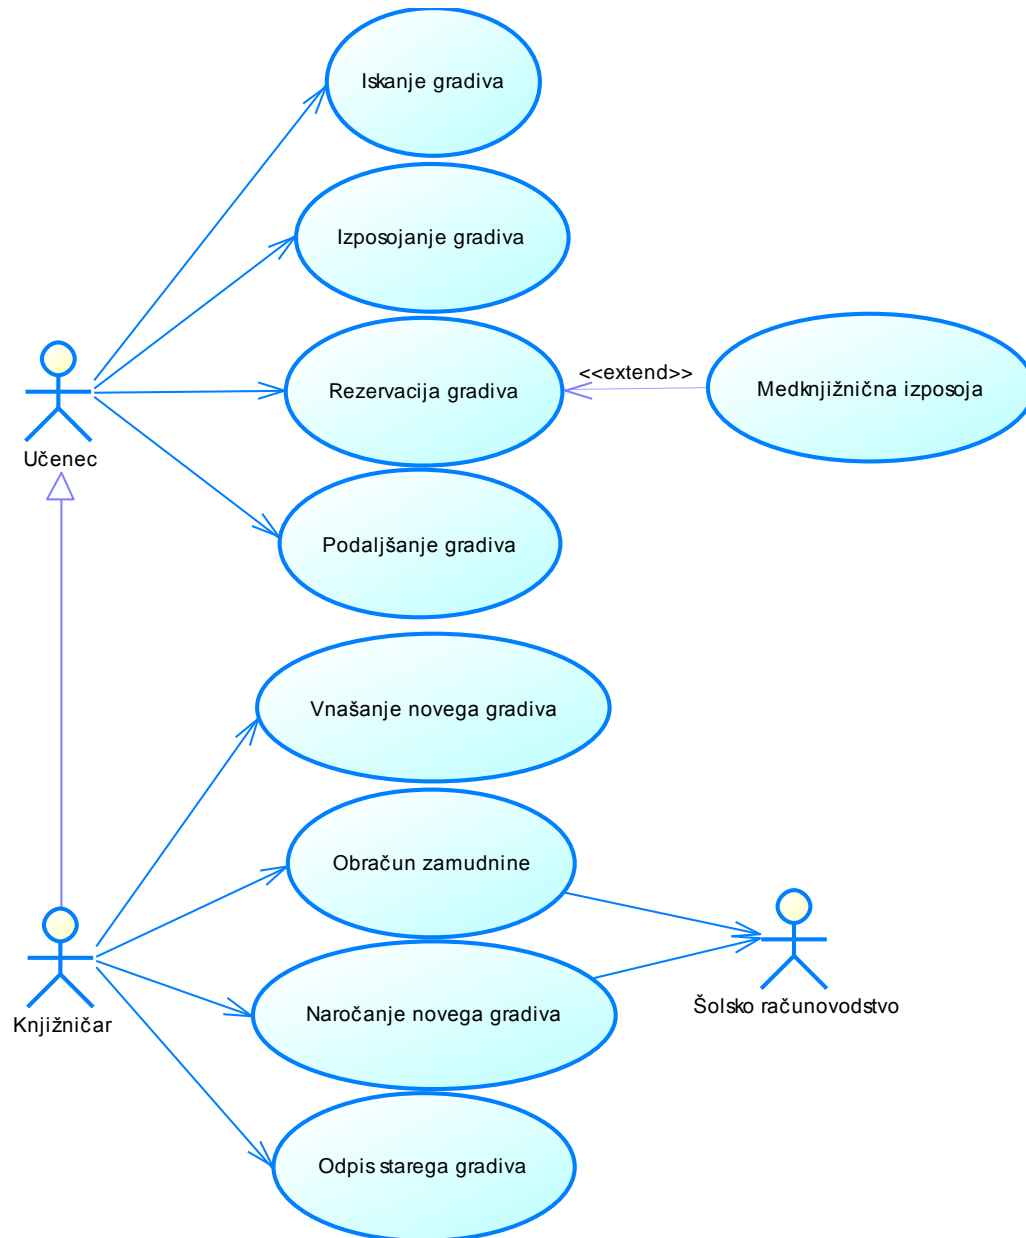 Iskanje gradiva
Izposojanje gradiva
Rezervacija gradiva
<<extend>>
Medknjižnična izposoja
Učenec
Podaljšanje gradiva
Vnašanje novega gradiva
Obračun zamudnine
Knjižničar
Naročanje novega gradiva
Šolsko računovodstvo
Odpis starega gradiva